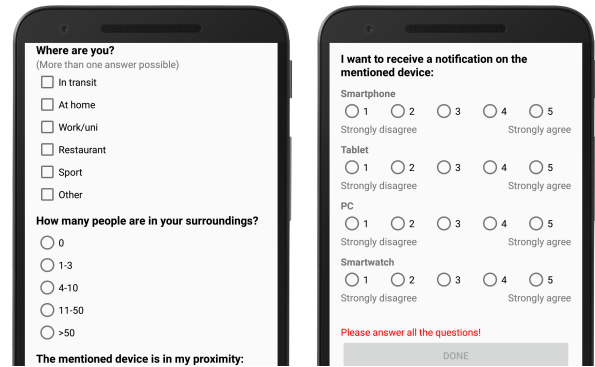 Where are you?
(More than one answer possible)
In transit
At home
Work/uni
Restaurant
Sport
Other
How many people are in your surroundings?
0
1-3
4-10
11-50
>50
The mentioned device is in my proximity:
I want to receive a notification on the
mentioned device:
Smartphone
1 2 3 4 5
Strongly disagree Strongly agree
Tablet
1 2 3 4 5
Strongly disagree Strongly agree
PC
1 2 3 4 5
Strongly disagree Strongly agree
Smartwatch
1 2 3 4 5
Strongly disagree Strongly agree
Please answer all the questions!
DONE